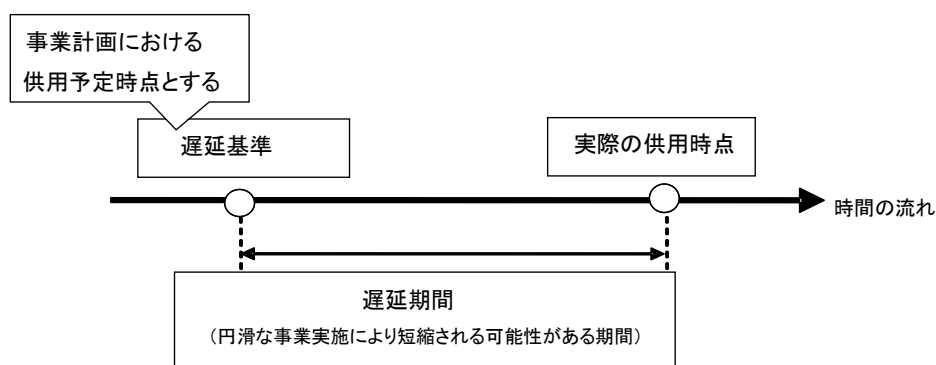 事業計画における
供用予定時点とする
遅延基準
実際の供用時点
時間の流れ
遅延期間
（円滑な事業実施により短縮される可能性がある期間）